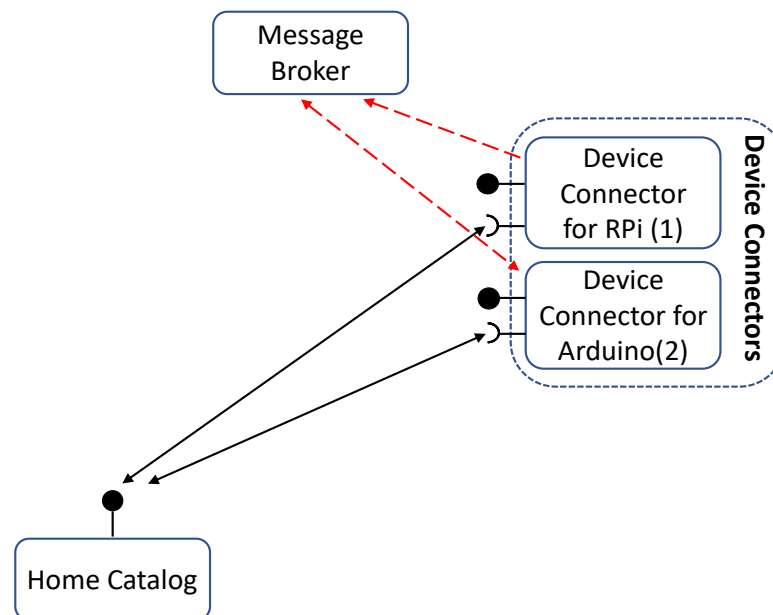 Message
Broker
Device
Connector
for RPi (1)
Device
Connector for
Arduino(2)
Device Connectors
Home Catalog